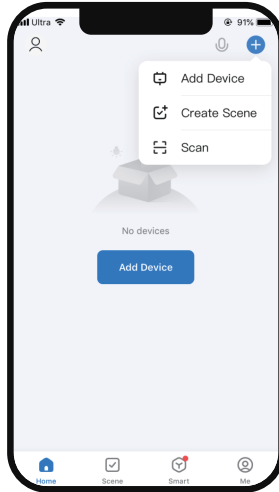 Ultra 91%
Add Device
Create Scene
Scan
No devices
Add Device
Home Scene Smart Me